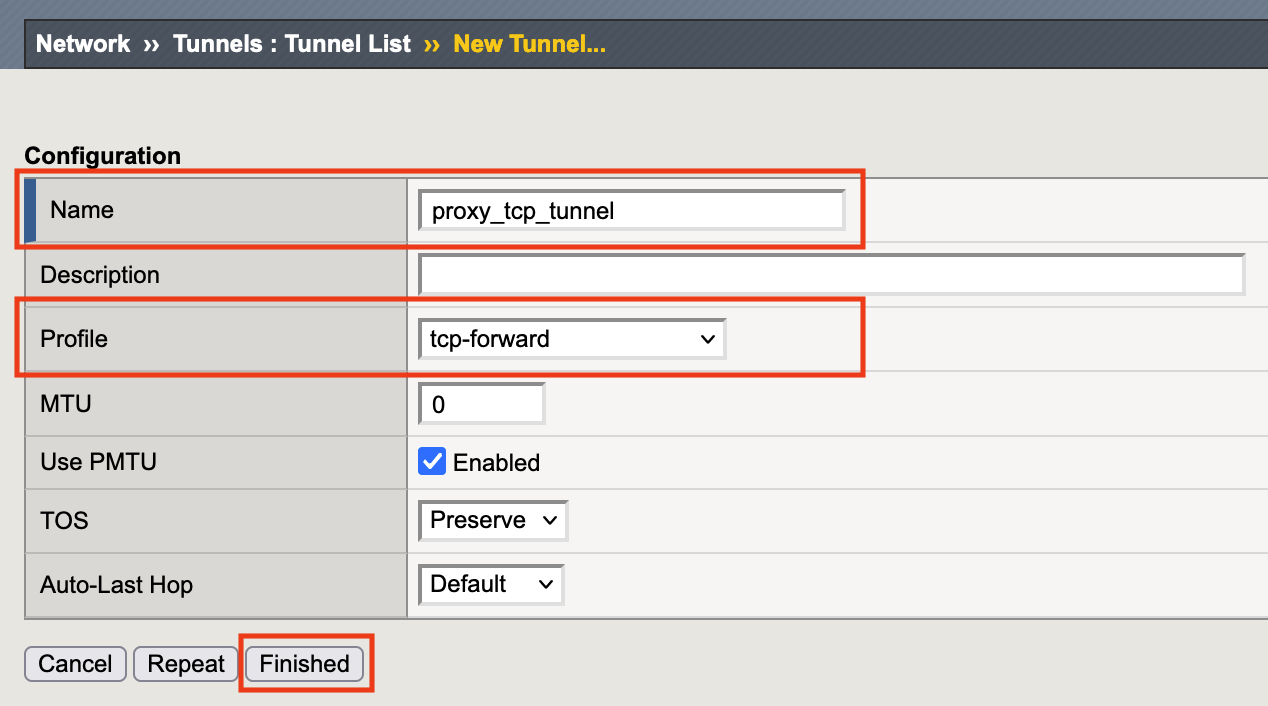 Network ›› Tunnels : Tunnel List ›› New Tunnel...
Configuration
Name proxy_tcp_tunnel
Description
Profile tcp-forward
MTU 0
Use PMTU Enabled
TOS Preserve
Auto-Last Hop Default
Cancel Repeat Finished